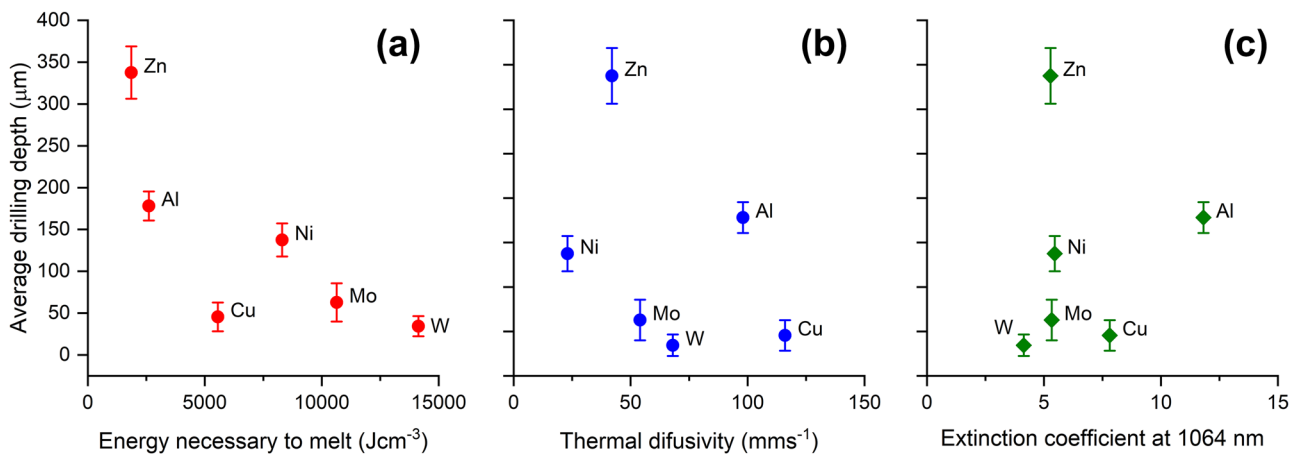 (a)
Average drilling depth (μm)
400
350
300
250
200
150
100
50
0
Zn
Al
Ni
Cu
Mo
W
0 5000 10000 15000
Energy necessary to melt (Jcm⁻³)
(b)
Zn
Al
Ni
Mo
W
Cu
0 50 100 150
Thermal difusivity (mms⁻¹)
(c)
Zn
Al
Ni
W
Mo
Cu
0 5 10 15
Extinction coefficient at 1064 nm